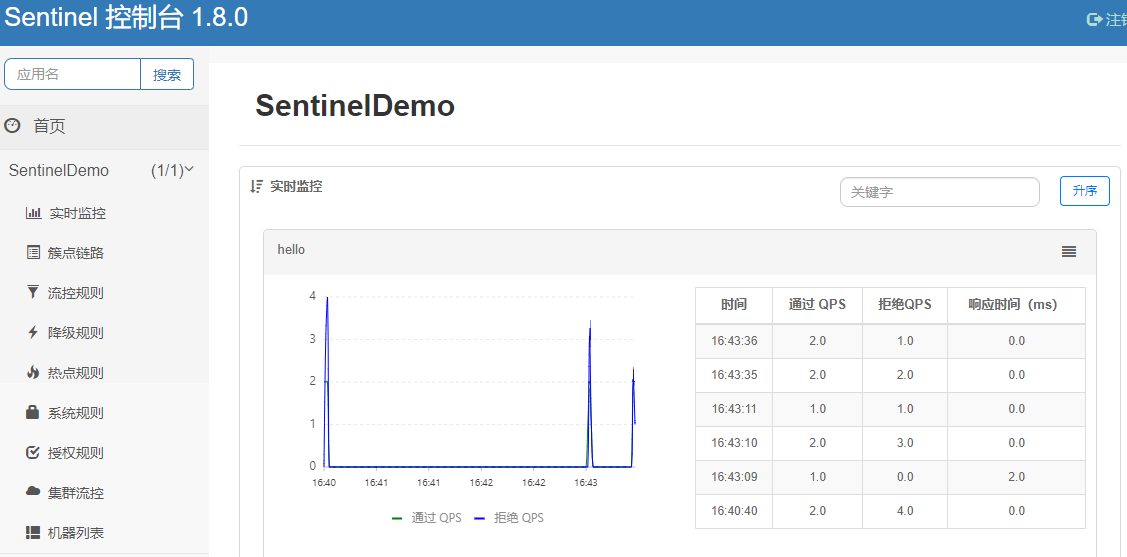 Sentinel 控制台 1.8.0
注销
应用名
搜索
首页
SentinelDemo (1/1)
实时监控
簇点链路
流控规则
降级规则
热点规则
系统规则
授权规则
集群流控
机器列表
SentinelDemo
实时监控
关键字
升序
hello
4
3
2
1
0
16:40 16:41 16:41 16:42 16:42 16:43
通过 QPS 拒绝 QPS
时间 通过 QPS 拒绝QPS 响应时间（ms）
16:43:36 2.0 1.0 0.0
16:43:35 2.0 2.0 0.0
16:43:11 1.0 1.0 0.0
16:43:10 2.0 3.0 0.0
16:43:09 1.0 0.0 2.0
16:40:40 2.0 4.0 0.0